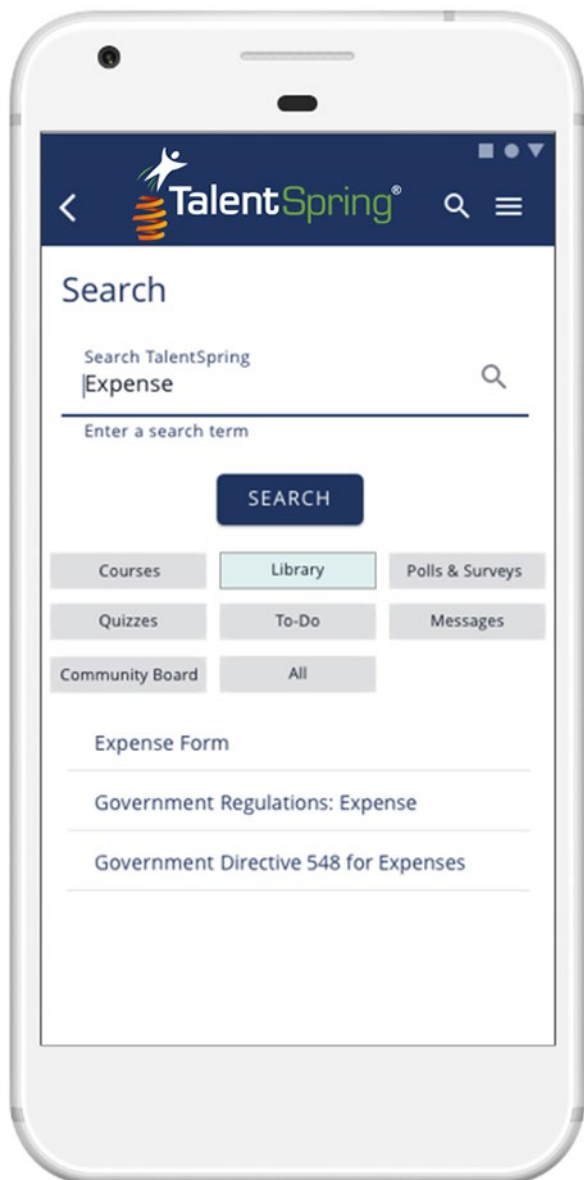 TalentSpring®
Search
Search TalentSpring
Expense
Enter a search term
SEARCH
Courses Library Polls & Surveys
Quizzes To-Do Messages
Community Board All
Expense Form
Government Regulations: Expense
Government Directive 548 for Expenses